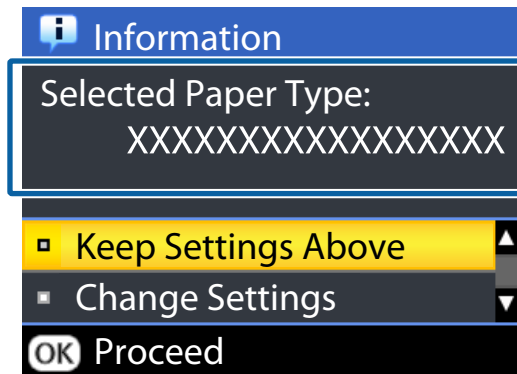 Information
Selected Paper Type:
XXXXXXXXXXXXXXXXX
Keep Settings Above
Change Settings
OK Proceed